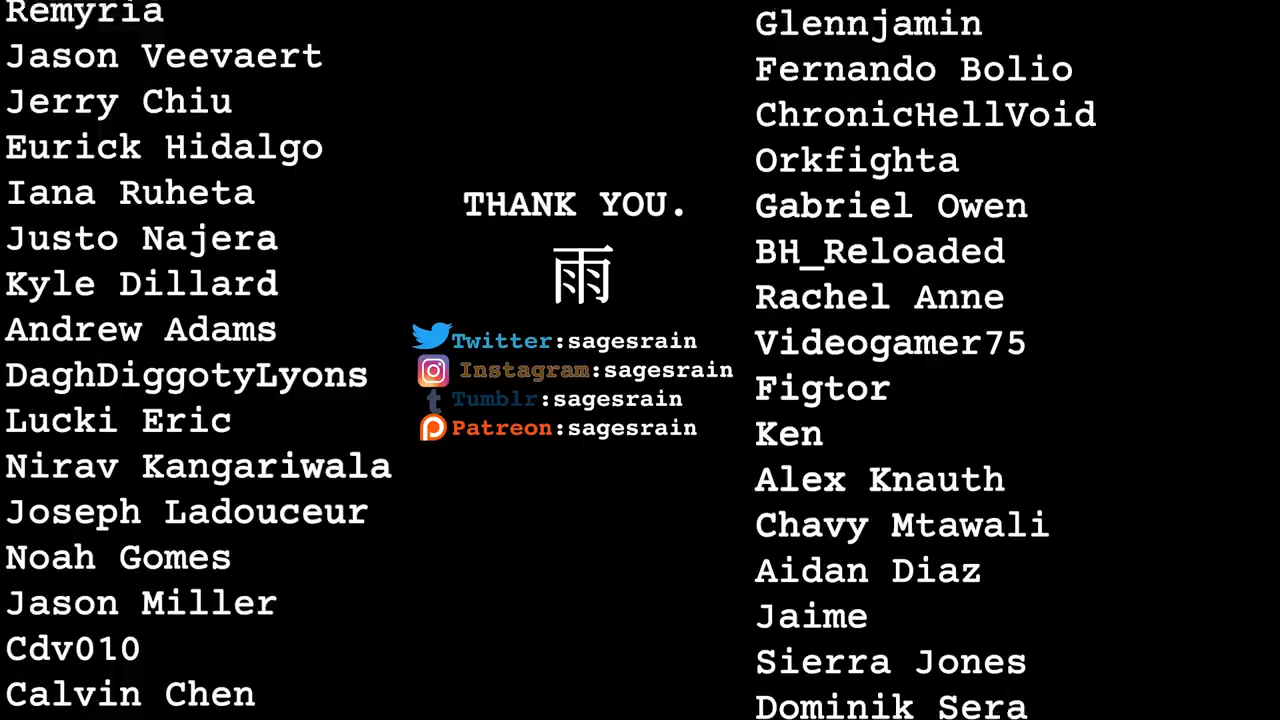 Remyria
Jason Veevaert
Jerry Chiu
Eurick Hidalgo
Iana Ruheta
Justo Najera
Kyle Dillard
Andrew Adams
DaghDiggotyLyons
Lucki Eric
Nirav Kangariwala
Joseph Ladouceur
Noah Gomes
Jason Miller
Cdv010
Calvin Chen
THANK YOU.
雨
Twitter:sagesrain
Instagram:sagesrain
Tumblr:sagesrain
Patreon:sagesrain
Glennjamin
Fernando Bolio
ChronicHellVoid
Orkfighta
Gabriel Owen
BH_Reloaded
Rachel Anne
Videogamer75
Figtor
Ken
Alex Knauth
Chavy Mtawali
Aidan Diaz
Jaime
Sierra Jones
Dominik Sera